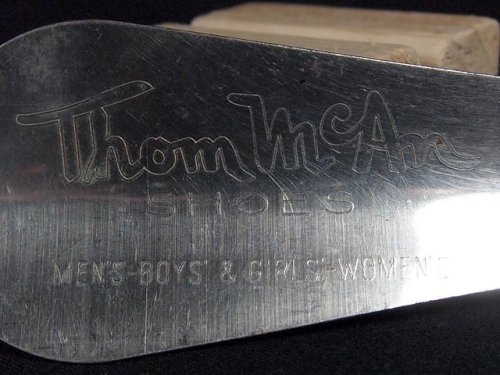 Thom McAn
SHOES
MEN'S-BOYS' & GIRLS'-WOMEN'S